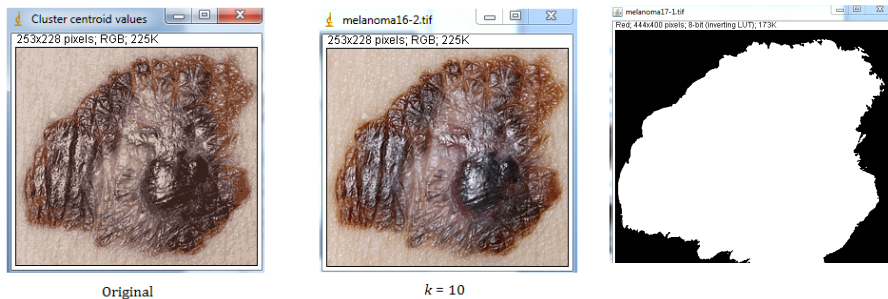 Cluster centroid values
253x228 pixels; RGB; 225K
Original
melanoma16-2.tif
253x228 pixels; RGB; 225K
k = 10
melanoma17-1.tif
Red; 444x400 pixels; 8-bit (inverting LUT); 173K